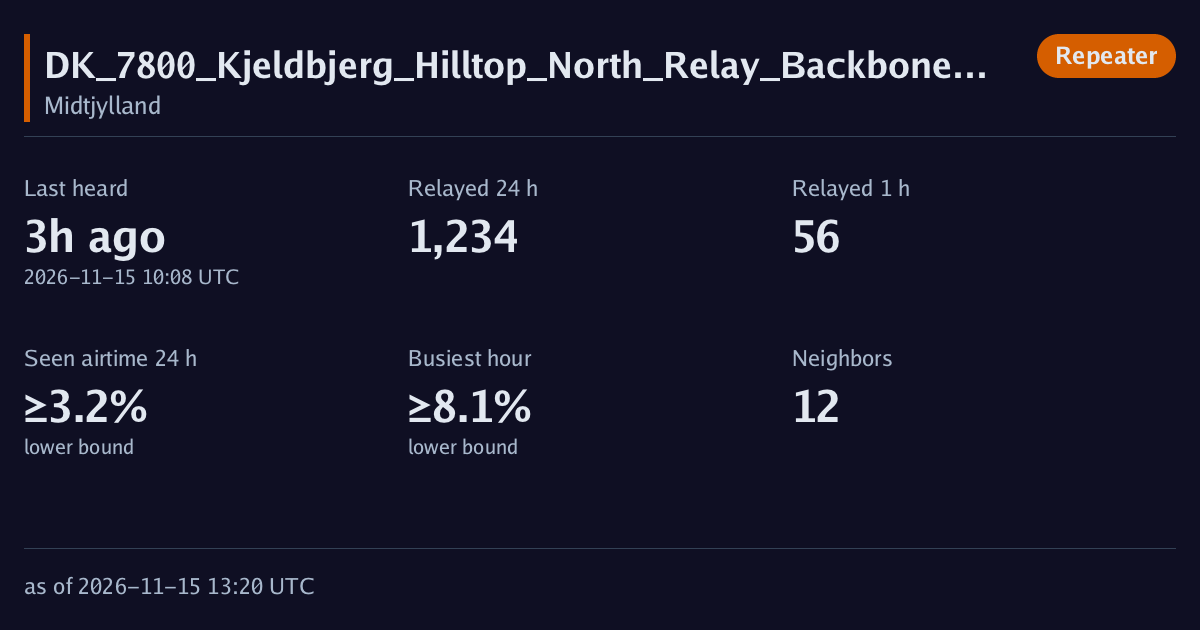 DK_7800_Kjeldbjerg_Hilltop_North_Relay_Backbone...
Repeater
Midtjylland
Last heard
Relayed 24 h
Relayed 1 h
3h ago
1,234
56
2026-11-15 10:08 UTC
Seen airtime 24 h
Busiest hour
Neighbors
≥3.2%
≥8.1%
12
lower bound
lower bound
as of 2026-11-15 13:20 UTC